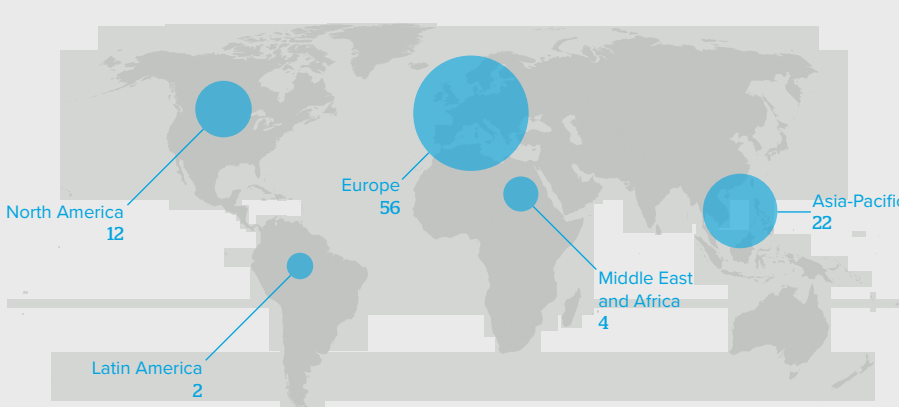 North America
12
Europe
56
Asia-Pacific
22
Middle East
and Africa
4
Latin America
2